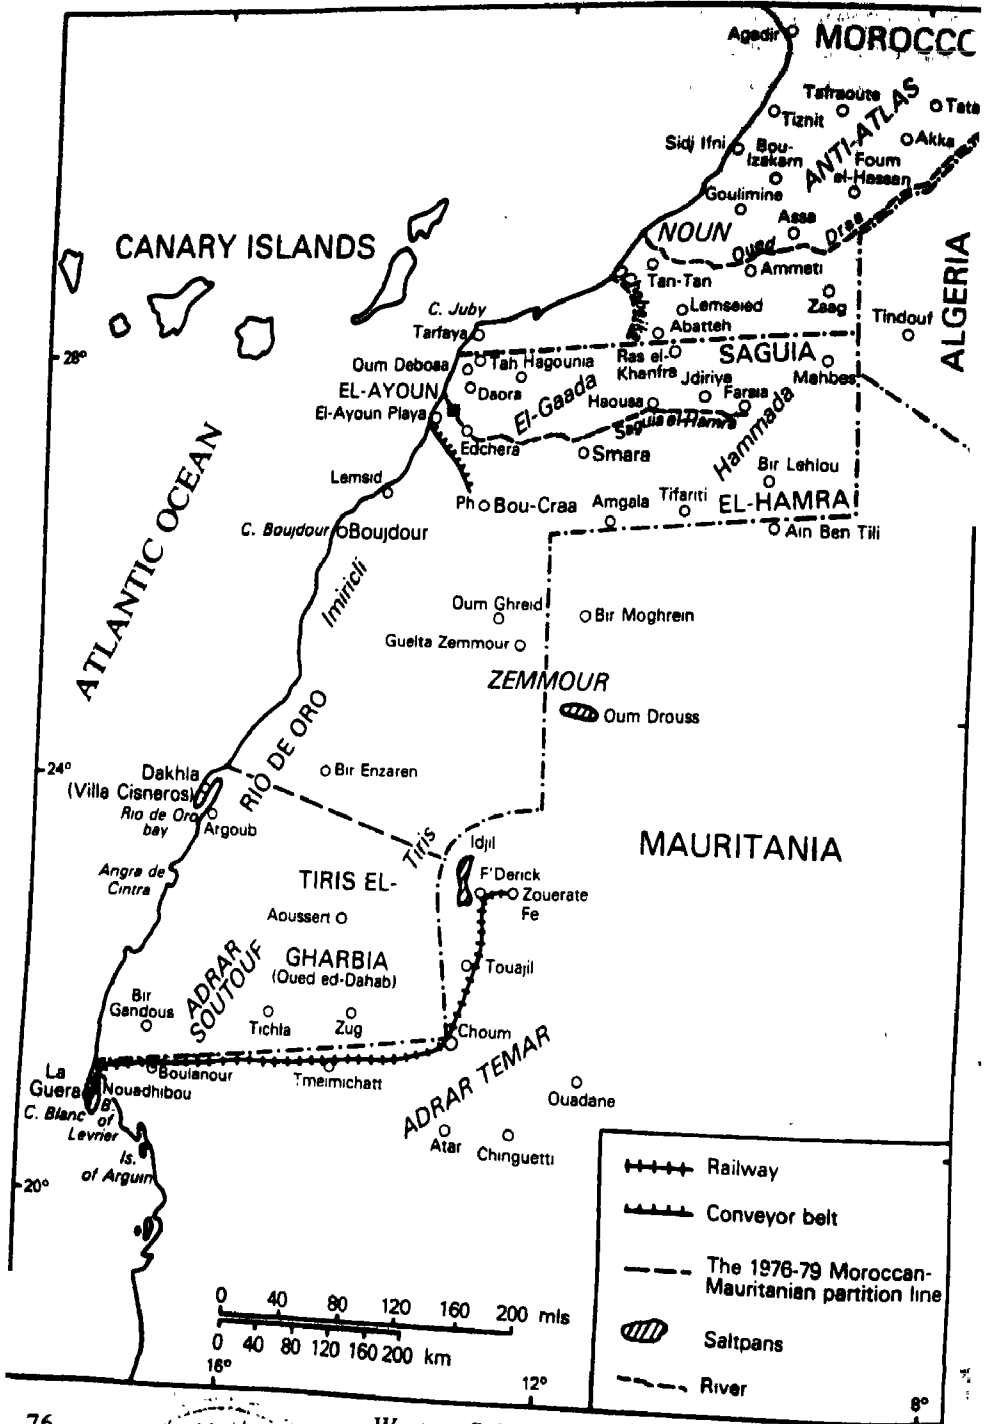 Agadir
MOROCCO
Tafraoute
Tata
Tiznit
ANTI-ATLAS
Akka
Sidi Ifni
Bou-
Izakarn
Foum
el-Hassan
Goulimine
Assa
NOUN
Oued
Draa
CANARY ISLANDS
ALGERIA
Tan-Tan
Ammeti
Lemseied
Zaag
Tindouf
C. Juby
Tarfaya
Abatteh
28°
Oum Deboaa
Tah
Hagounia
Ras el-
Khanfra
SAGUIA
Mahbes
EL-AYOUN
Daora
El-Gaada
Jdiriya
Farsia
Haousa
El-Ayoun Playa
Saguia el-Hamra
Hammada
Edchera
Smara
Bir Lehlou
Lemsid
Ph
Bou-Craa
Amgala
Tifariti
EL-HAMRA
C. Boujdour
Boujdour
Ain Ben Tili
ATLANTIC OCEAN
Imiricli
Oum Ghreid
Bir Moghrein
Guelta Zemmour
ZEMMOUR
Oum Drouss
RIO DE ORO
24°
Dakhla
(Villa Cisneros)
Bir Enzaren
Rio de Oro
bay
Argoub
Tiris
Idjil
MAURITANIA
Angra de
Cintra
TIRIS EL-
F'Derick
Zouerate
Fe
Aoussert
ADRAR
SOUTOUF
GHARBIA
(Oued ed-Dahab)
Touajil
Bir
Gandous
Tichla
Zug
Choum
La
Guera
Boulanour
Nouadhibou
Tmeimichatt
ADRAR TEMAR
Ouadane
C. Blanc
B.
of
Levrier
Atar
Chinguetti
Is.
of Arguin
20°
Railway
Conveyor belt
The 1976-79 Moroccan-
Mauritanian partition line
Saltpans
River
0 40 80 120 160 200 mls
0 40 80 120 160 200 km
16°
12°
8°
76